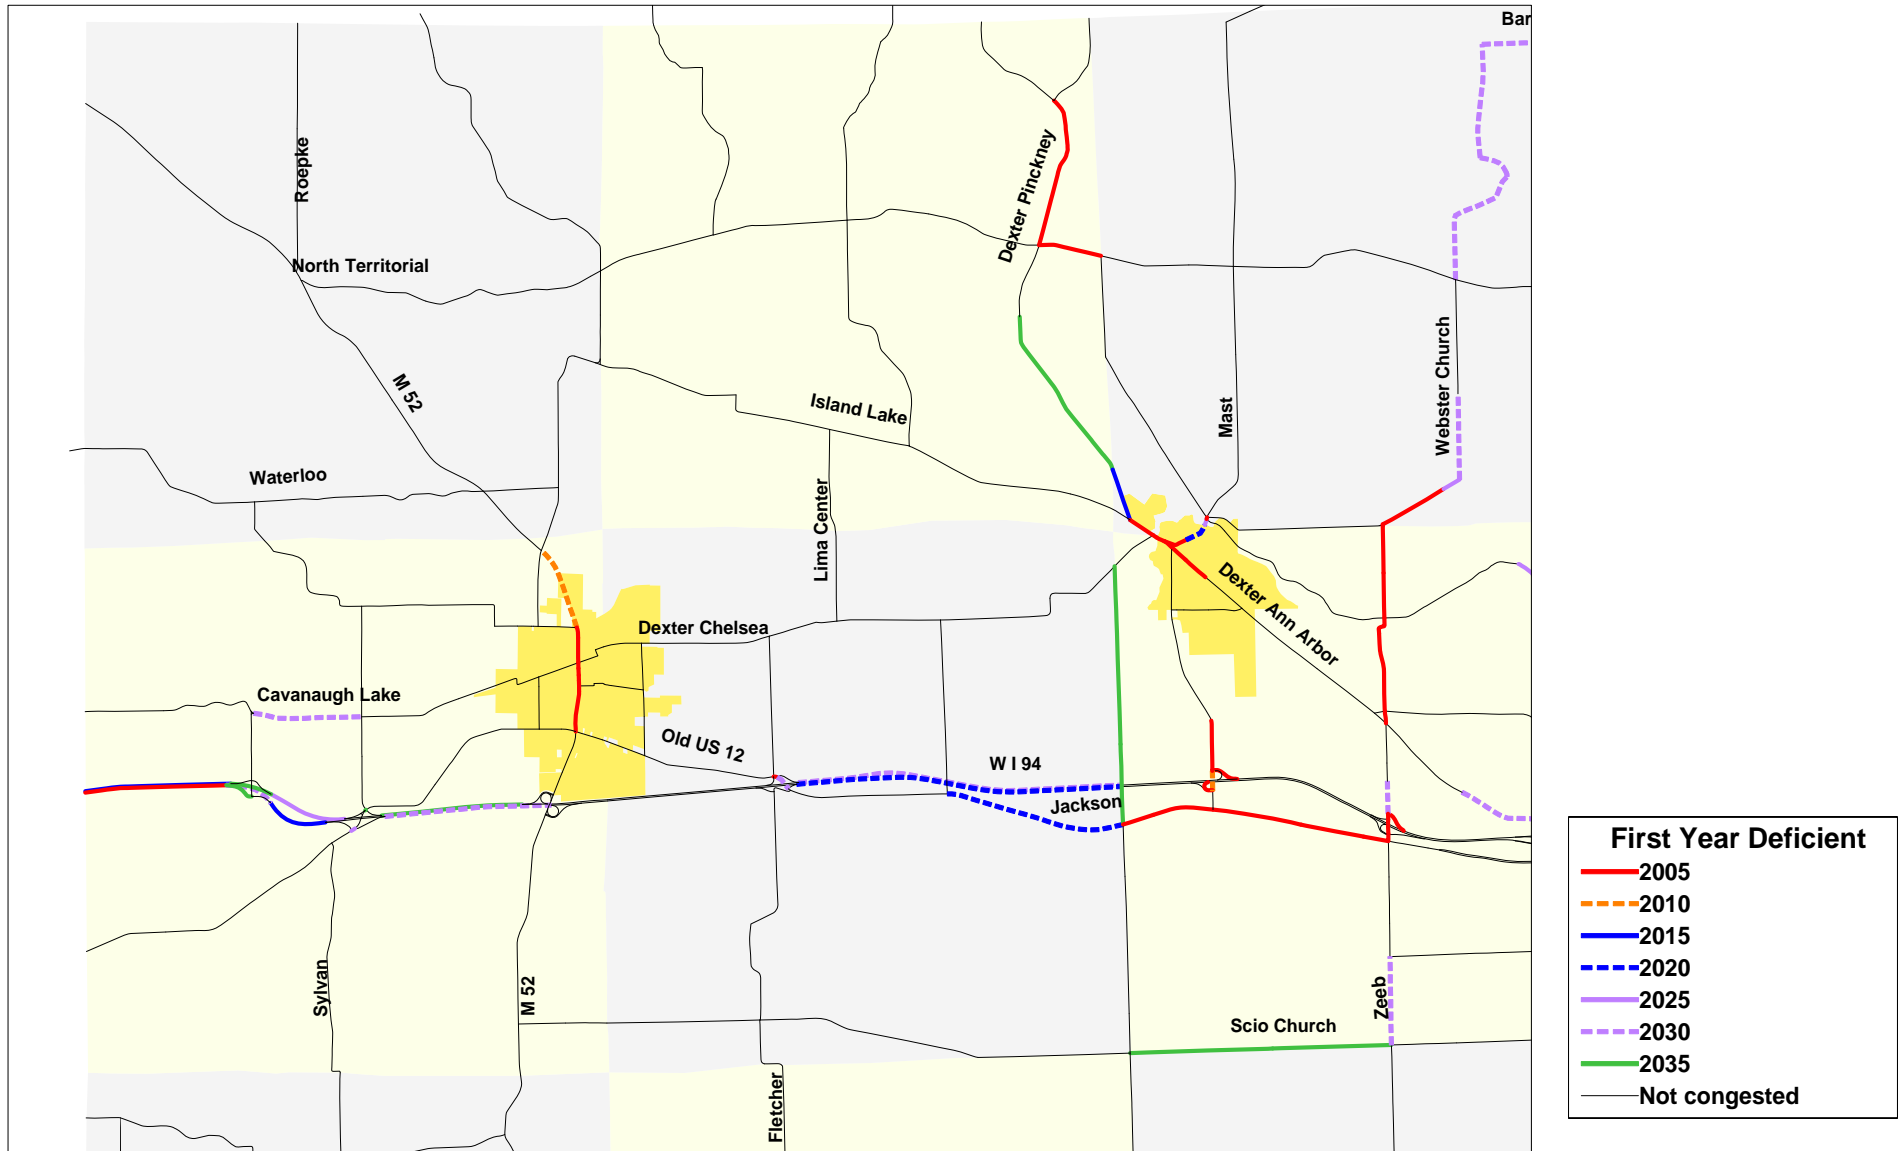 Bar
Roepke
Dexter Pinckney
North Territorial
M 52
Island Lake
Mast
Webster Church
Waterloo
Lima Center
Dexter Ann Arbor
Dexter Chelsea
Cavanaugh Lake
Old US 12
W I 94
Jackson
Sylvan
M 52
Zeeb
Scio Church
Fletcher
First Year Deficient
2005
2010
2015
2020
2025
2030
2035
Not congested